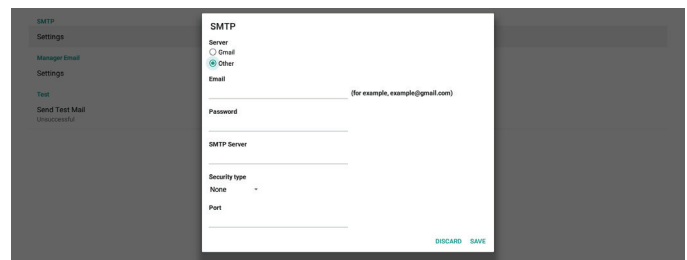 SMTP
Settings
Manager Email
Settings
Test
Send Test Mail
Unsuccessful
SMTP
Server
Gmail
Other
Email
(for example, example@gmail.com)
Password
SMTP Server
Security type
None
Port
DISCARD SAVE